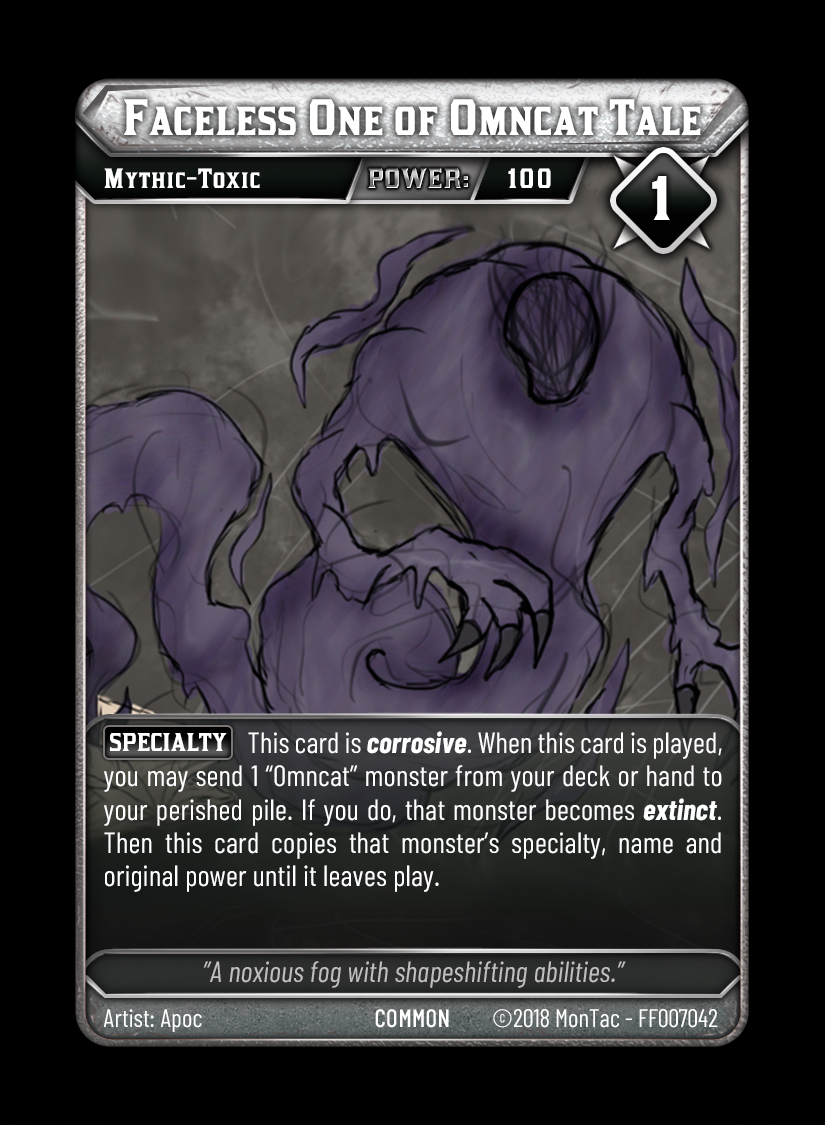 Faceless One of Omncat Tale
Mythic-Toxic POWER: 100
1
SPECIALTY This card is corrosive. When this card is played,
you may send 1 “Omncat” monster from your deck or hand to
your perished pile. If you do, that monster becomes extinct.
Then this card copies that monster’s specialty, name and
original power until it leaves play.
“A noxious fog with shapeshifting abilities.”
Artist: Apoc COMMON ©2018 MonTac - FF007042